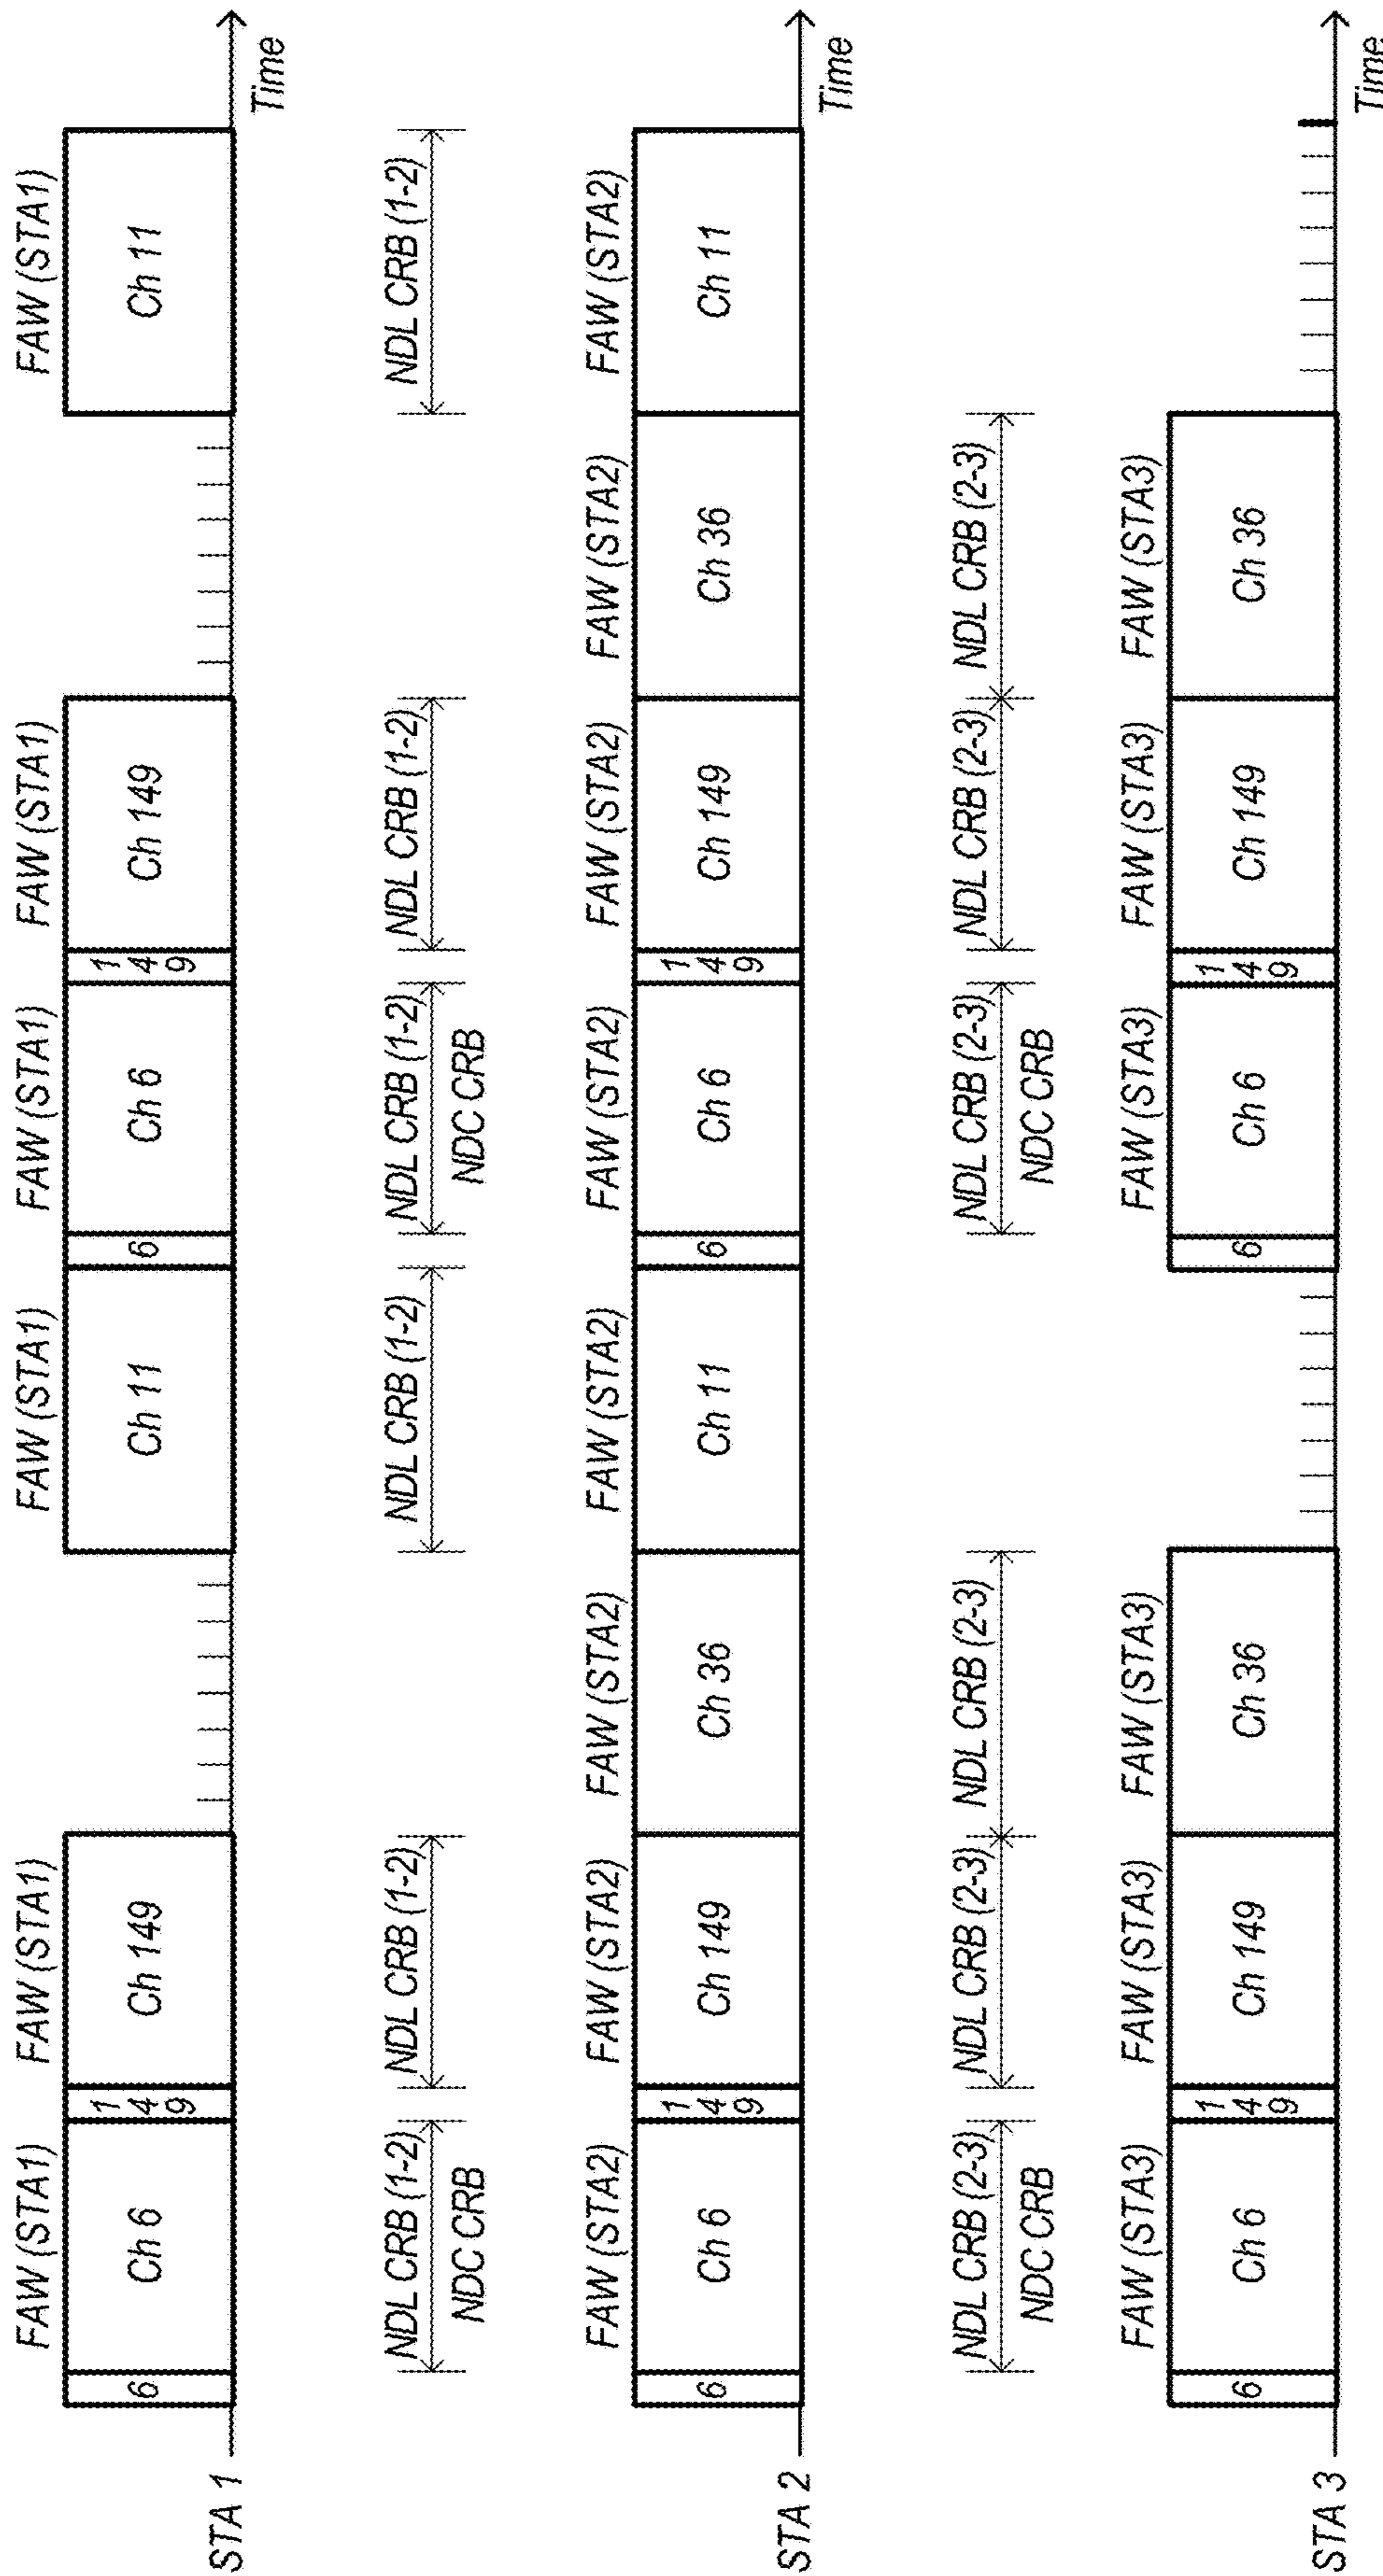 FAW (STA1) FAW (STA1) FAW (STA1) FAW (STA1) FAW (STA1) FAW (STA1)
6 Ch 6 1 4 9 Ch 149 Ch 11 6 Ch 6 1 4 9 Ch 149 Ch 11
STA 1
Time
NDL CRB (1-2) NDL CRB (1-2) NDL CRB (1-2) NDL CRB (1-2) NDL CRB (1-2) NDL CRB (1-2)
NDC CRB NDC CRB
FAW (STA2) FAW (STA2) FAW (STA2) FAW (STA2) FAW (STA2) FAW (STA2) FAW (STA2) FAW (STA2)
6 Ch 6 1 4 9 Ch 149 Ch 36 Ch 11 6 Ch 6 1 4 9 Ch 149 Ch 36 Ch 11
STA 2
Time
NDL CRB (2-3) NDL CRB (2-3) NDL CRB (2-3) NDL CRB (2-3) NDL CRB (2-3) NDL CRB (2-3)
NDC CRB NDC CRB
FAW (STA3) FAW (STA3) FAW (STA3) FAW (STA3) FAW (STA3) FAW (STA3)
6 Ch 6 1 4 9 Ch 149 Ch 36 6 Ch 6 1 4 9 Ch 149 Ch 36
STA 3
Time